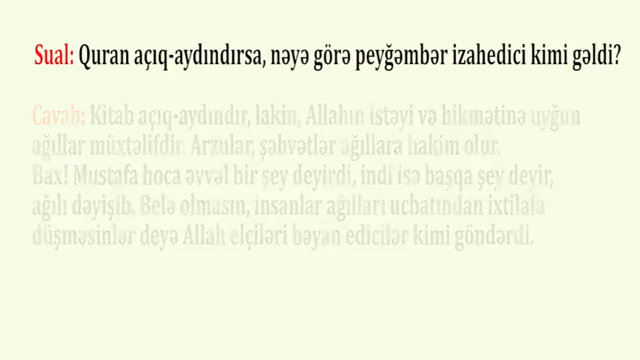 Sual: Quran açıq-aydındırsa, nəyə görə peyğəmbər izahedici kimi gəldi?
Cavab: Kitab açıq-aydındır, lakin, Allahın istəyi və hikmətinə uyğun
ağıllar müxtəlifdir. Arzular, şəhvətlər ağıllara hakim olur.
Bax! Mustafa hoca əvvəl bir şey deyirdi, indi isə başqa şey deyir,
ağılı dəyişib. Belə olmasın, insanlar ağılları ucbatından ixtilafa
düşməsinlər deyə Allah elçiləri bəyan edicilər kimi göndərdi.